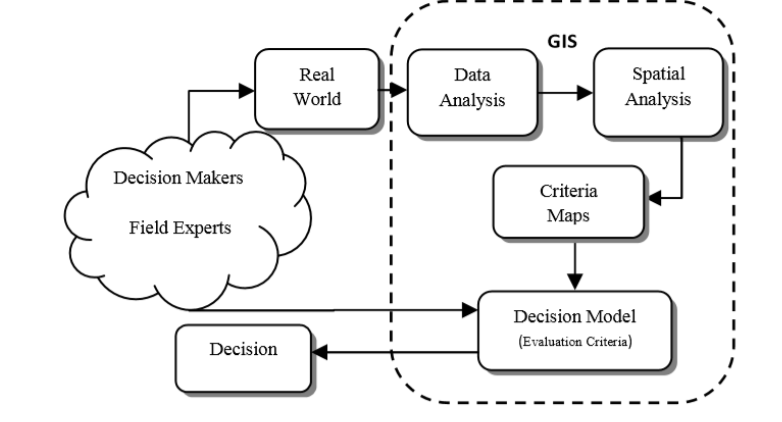 GIS
Real
World
Data
Analysis
Spatial
Analysis
Decision Makers
Field Experts
Criteria
Maps
Decision Model
(Evaluation Criteria)
Decision